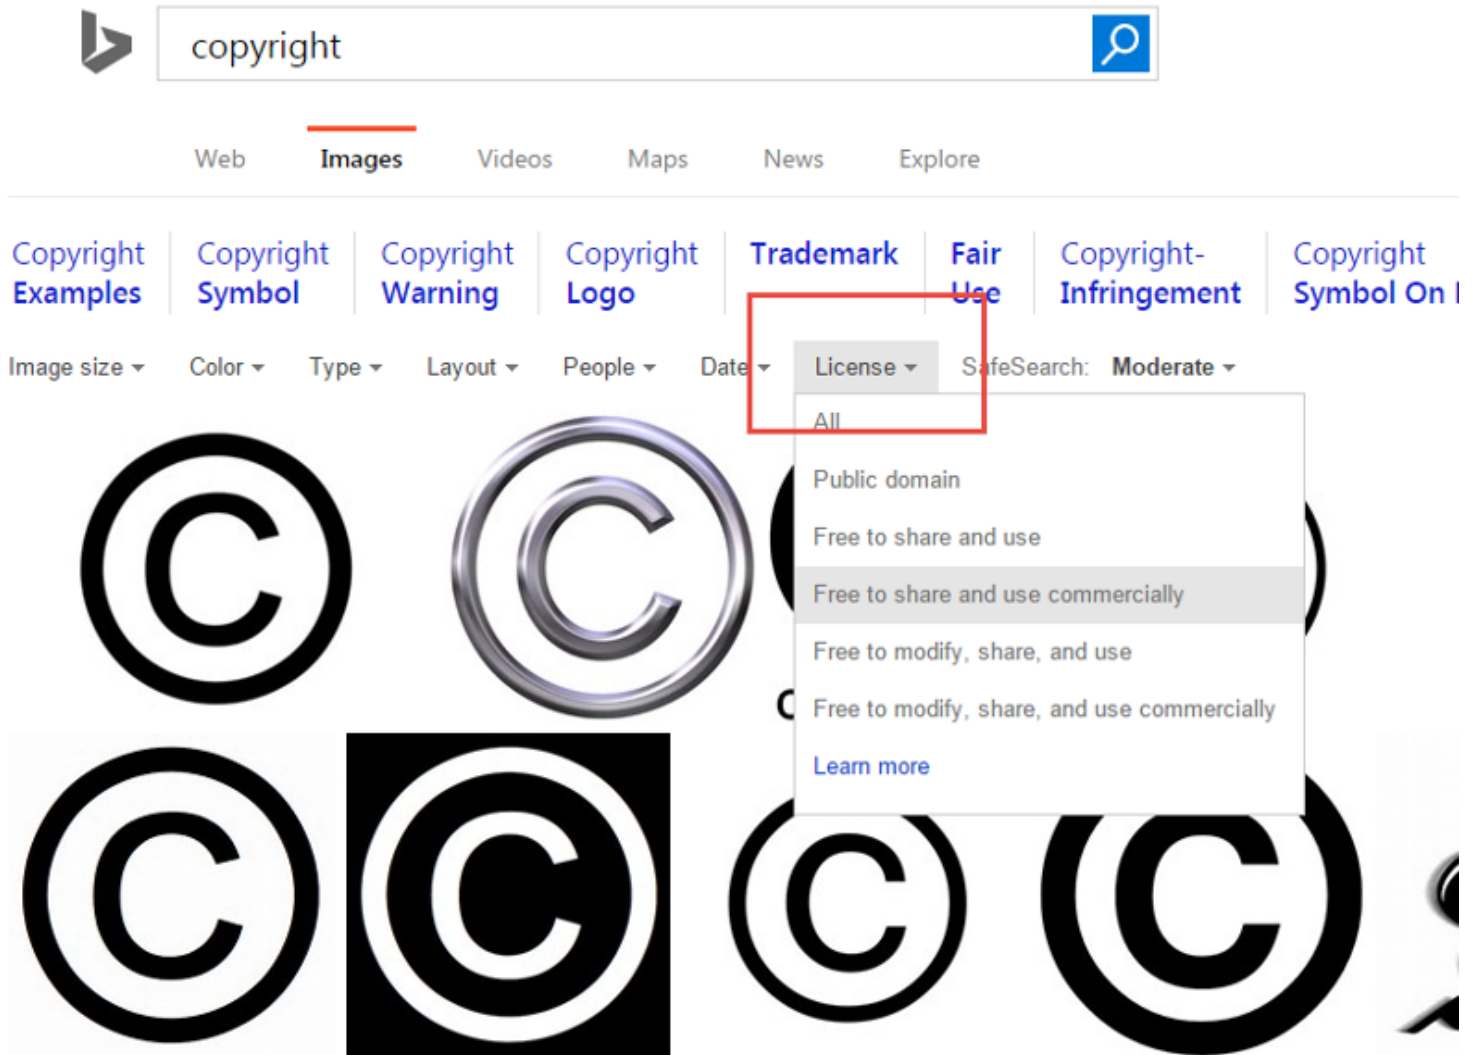 copyright
Web Images Videos Maps News Explore
Copyright Examples
Copyright Symbol
Copyright Warning
Copyright Logo
Trademark
Fair Use
Copyright- Infringement
Copyright Symbol On
Image size Color Type Layout People Date License SafeSearch: Moderate
All
Public domain
Free to share and use
Free to share and use commercially
Free to modify, share, and use
Free to modify, share, and use commercially
Learn more